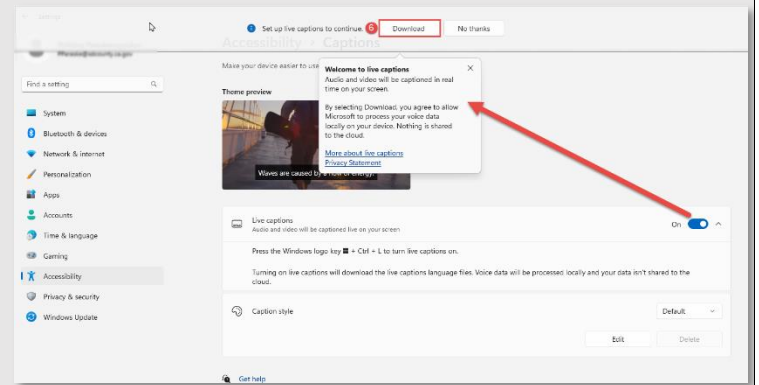 Set up live captions to continue. 6 Download No thanks
Accessibility › Captions
Make your device easier to use
Welcome to live captions
Audio and video will be captioned in real
time on your screen.
By selecting Download, you agree to allow
Microsoft to process your voice data
locally on your device. Nothing is shared
to the cloud.
More about live captions
Privacy Statement
Find a setting
System
Bluetooth & devices
Network & internet
Personalization
Apps
Accounts
Time & language
Gaming
Accessibility
Privacy & security
Windows Update
Theme preview
Waves are caused by a flow of energy.
Live captions
Audio and video will be captioned live on your screen
On
Press the Windows logo key + Ctrl + L to turn live captions on.
Turning on live captions will download the live captions language files. Voice data will be processed locally and your data isn't shared to the
cloud.
Caption style
Default
Edit
Delete
Get help